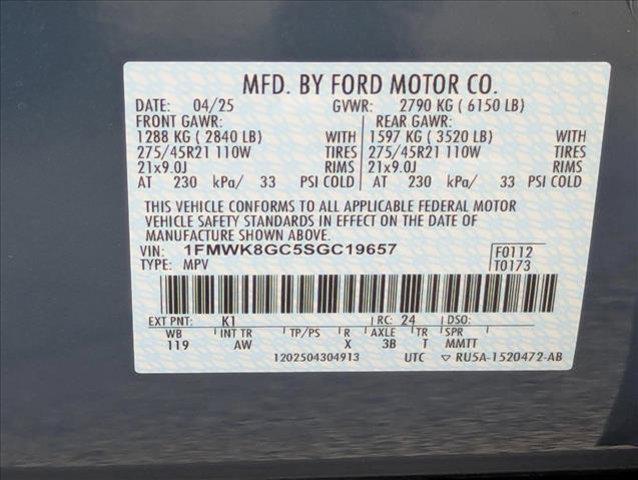 MFD. BY FORD MOTOR CO.
DATE: 04/25 GVWR: 2790 KG ( 6150 LB)
FRONT GAWR: REAR GAWR:
1288 KG ( 2840 LB) WITH 1597 KG ( 3520 LB) WITH
275/45R21 110W TIRES 275/45R21 110W TIRES
21x9.0J RIMS 21x9.0J RIMS
AT 230 kPa/ 33 PSI COLD AT 230 kPa/ 33 PSI COLD
THIS VEHICLE CONFORMS TO ALL APPLICABLE FEDERAL MOTOR
VEHICLE SAFETY STANDARDS IN EFFECT ON THE DATE OF
MANUFACTURE SHOWN ABOVE.
VIN: 1FMWK8GC5SGC19657 F0112
TYPE: MPV T0173
EXT PNT: K1 RC: 24 DSO:
WB INT TR TP/PS R AXLE TR SPR
119 AW X 3B T MMTT
1202504304913 UTC ▽ RU5A-1520472-AB